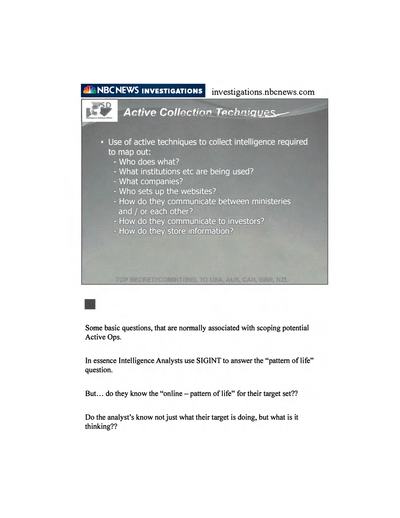 NBCNEWS INVESTIGATIONS investigations.nbcnews.com
Active Collection Techniques
• Use of active techniques to collect intelligence required
to map out:
- Who does what?
- What institutions etc are being used?
- What companies?
- Who sets up the websites?
- How do they communicate between ministeries
and / or each other?
- How do they communicate to investors?
- How do they store information?
TOP SECRET//COMINT//REL TO USA, AUS, CAN, GBR, NZL
Some basic questions, that are normally associated with scoping potential
Active Ops.
In essence Intelligence Analysts use SIGINT to answer the “pattern of life”
question.
But… do they know the “online – pattern of life” for their target set??
Do the analyst’s know not just what their target is doing, but what is it
thinking??